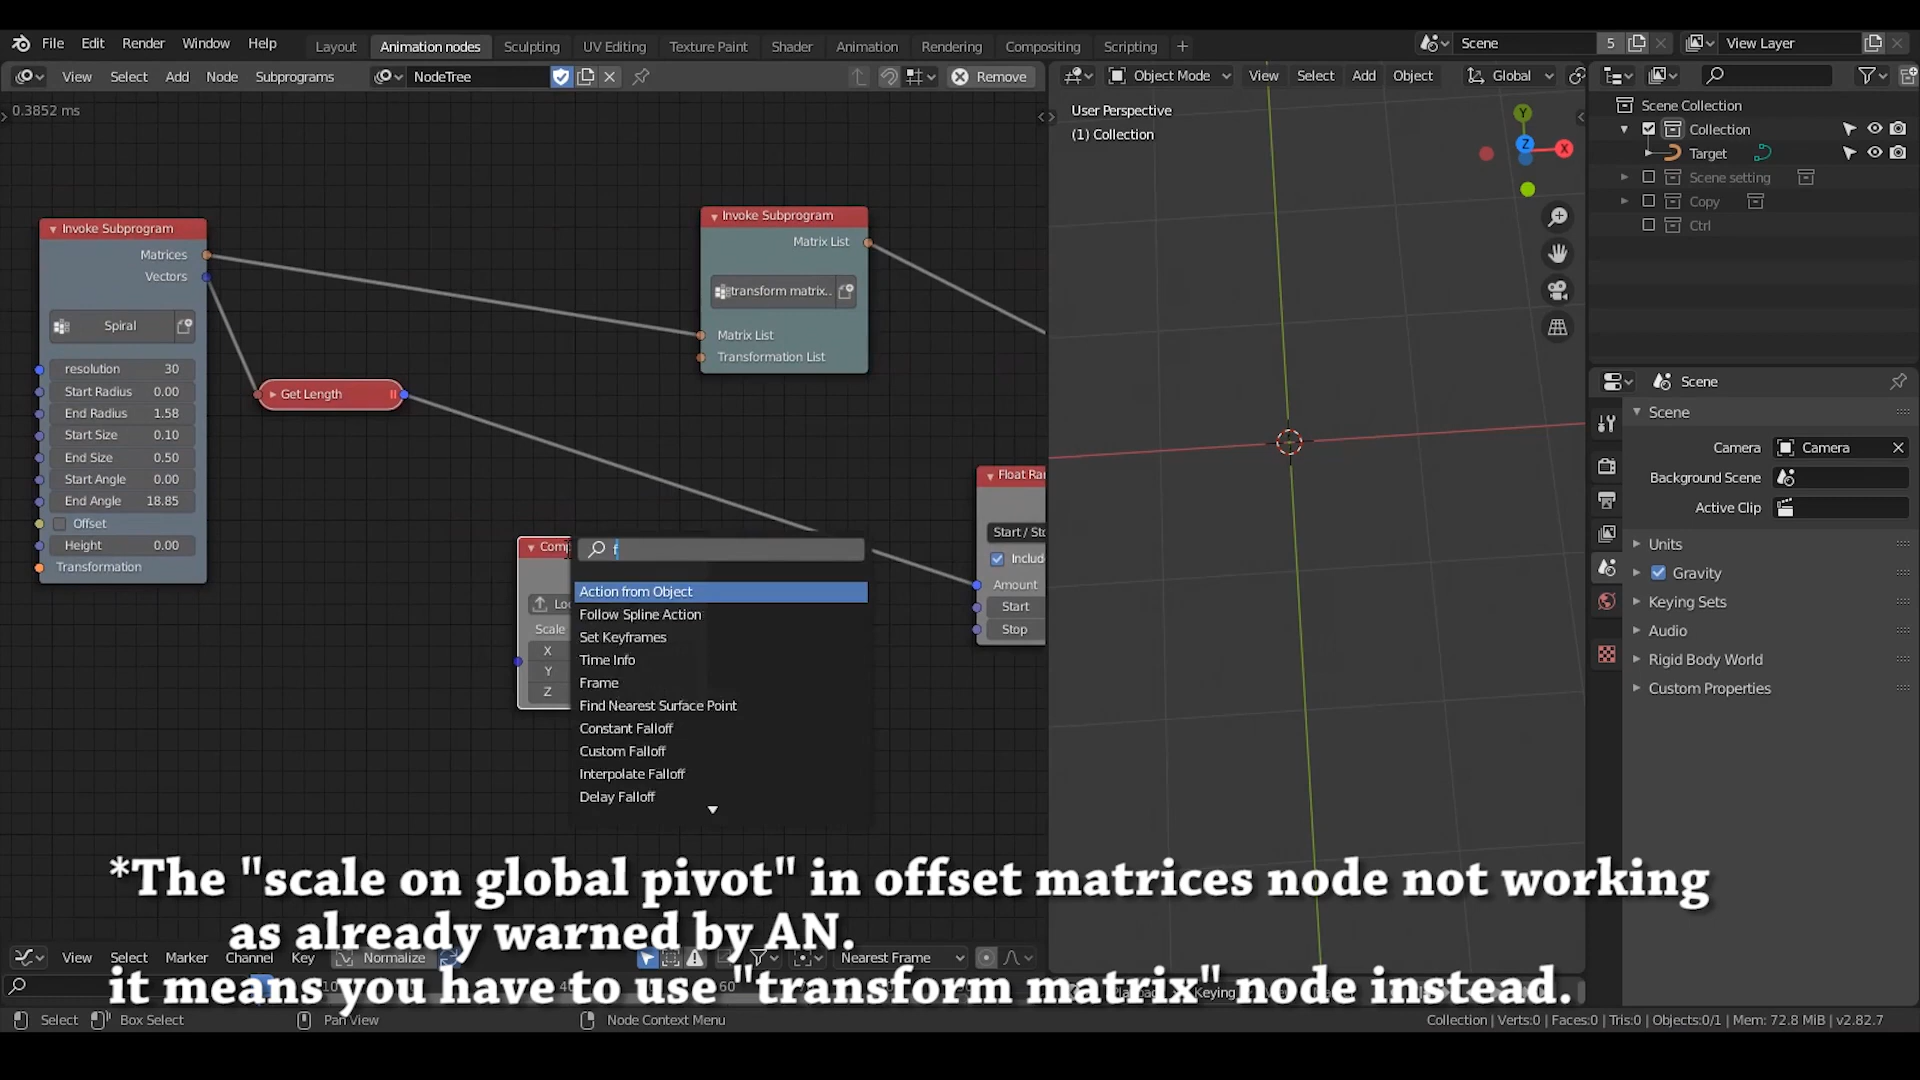 File Edit Render Window Help
Layout Animation nodes Sculpting UV Editing Texture Paint Shader Animation Rendering Compositing Scripting +
Scene 5 View Layer
View Select Add Node Subprograms NodeTree Remove
Object Mode View Select Add Object Global
0.3852 ms
Invoke Subprogram
Matrices
Vectors
Spiral
resolution 30
Start Radius 0.00
End Radius 1.58
Start Size 0.10
End Size 0.50
Start Angle 0.00
End Angle 18.85
Offset
Height 0.00
Transformation
Get Length
Invoke Subprogram
Matrix List
transform matrix..
Matrix List
Transformation List
Float Ran
Start / Sto
Includ
Amount
Start
Stop
Comp
Loc
Scale
X
Y
Z
f
Action from Object
Follow Spline Action
Set Keyframes
Time Info
Frame
Find Nearest Surface Point
Constant Falloff
Custom Falloff
Interpolate Falloff
Delay Falloff
User Perspective
(1) Collection
Y
Z
X
Scene Collection
Collection
Target
Scene setting
Copy
Ctrl
Scene
Scene
Camera Camera
Background Scene
Active Clip
Units
Gravity
Keying Sets
Audio
Rigid Body World
Custom Properties
*The "scale on global pivot" in offset matrices node not working
as already warned by AN.
it means you have to use "transform matrix" node instead.
View Select Marker Channel Key Normalize Nearest Frame
Keying
Select Box Select Pan View Node Context Menu
Collection | Verts:0 | Faces:0 | Tris:0 | Objects:0/1 | Mem: 72.8 MiB | v2.82.7